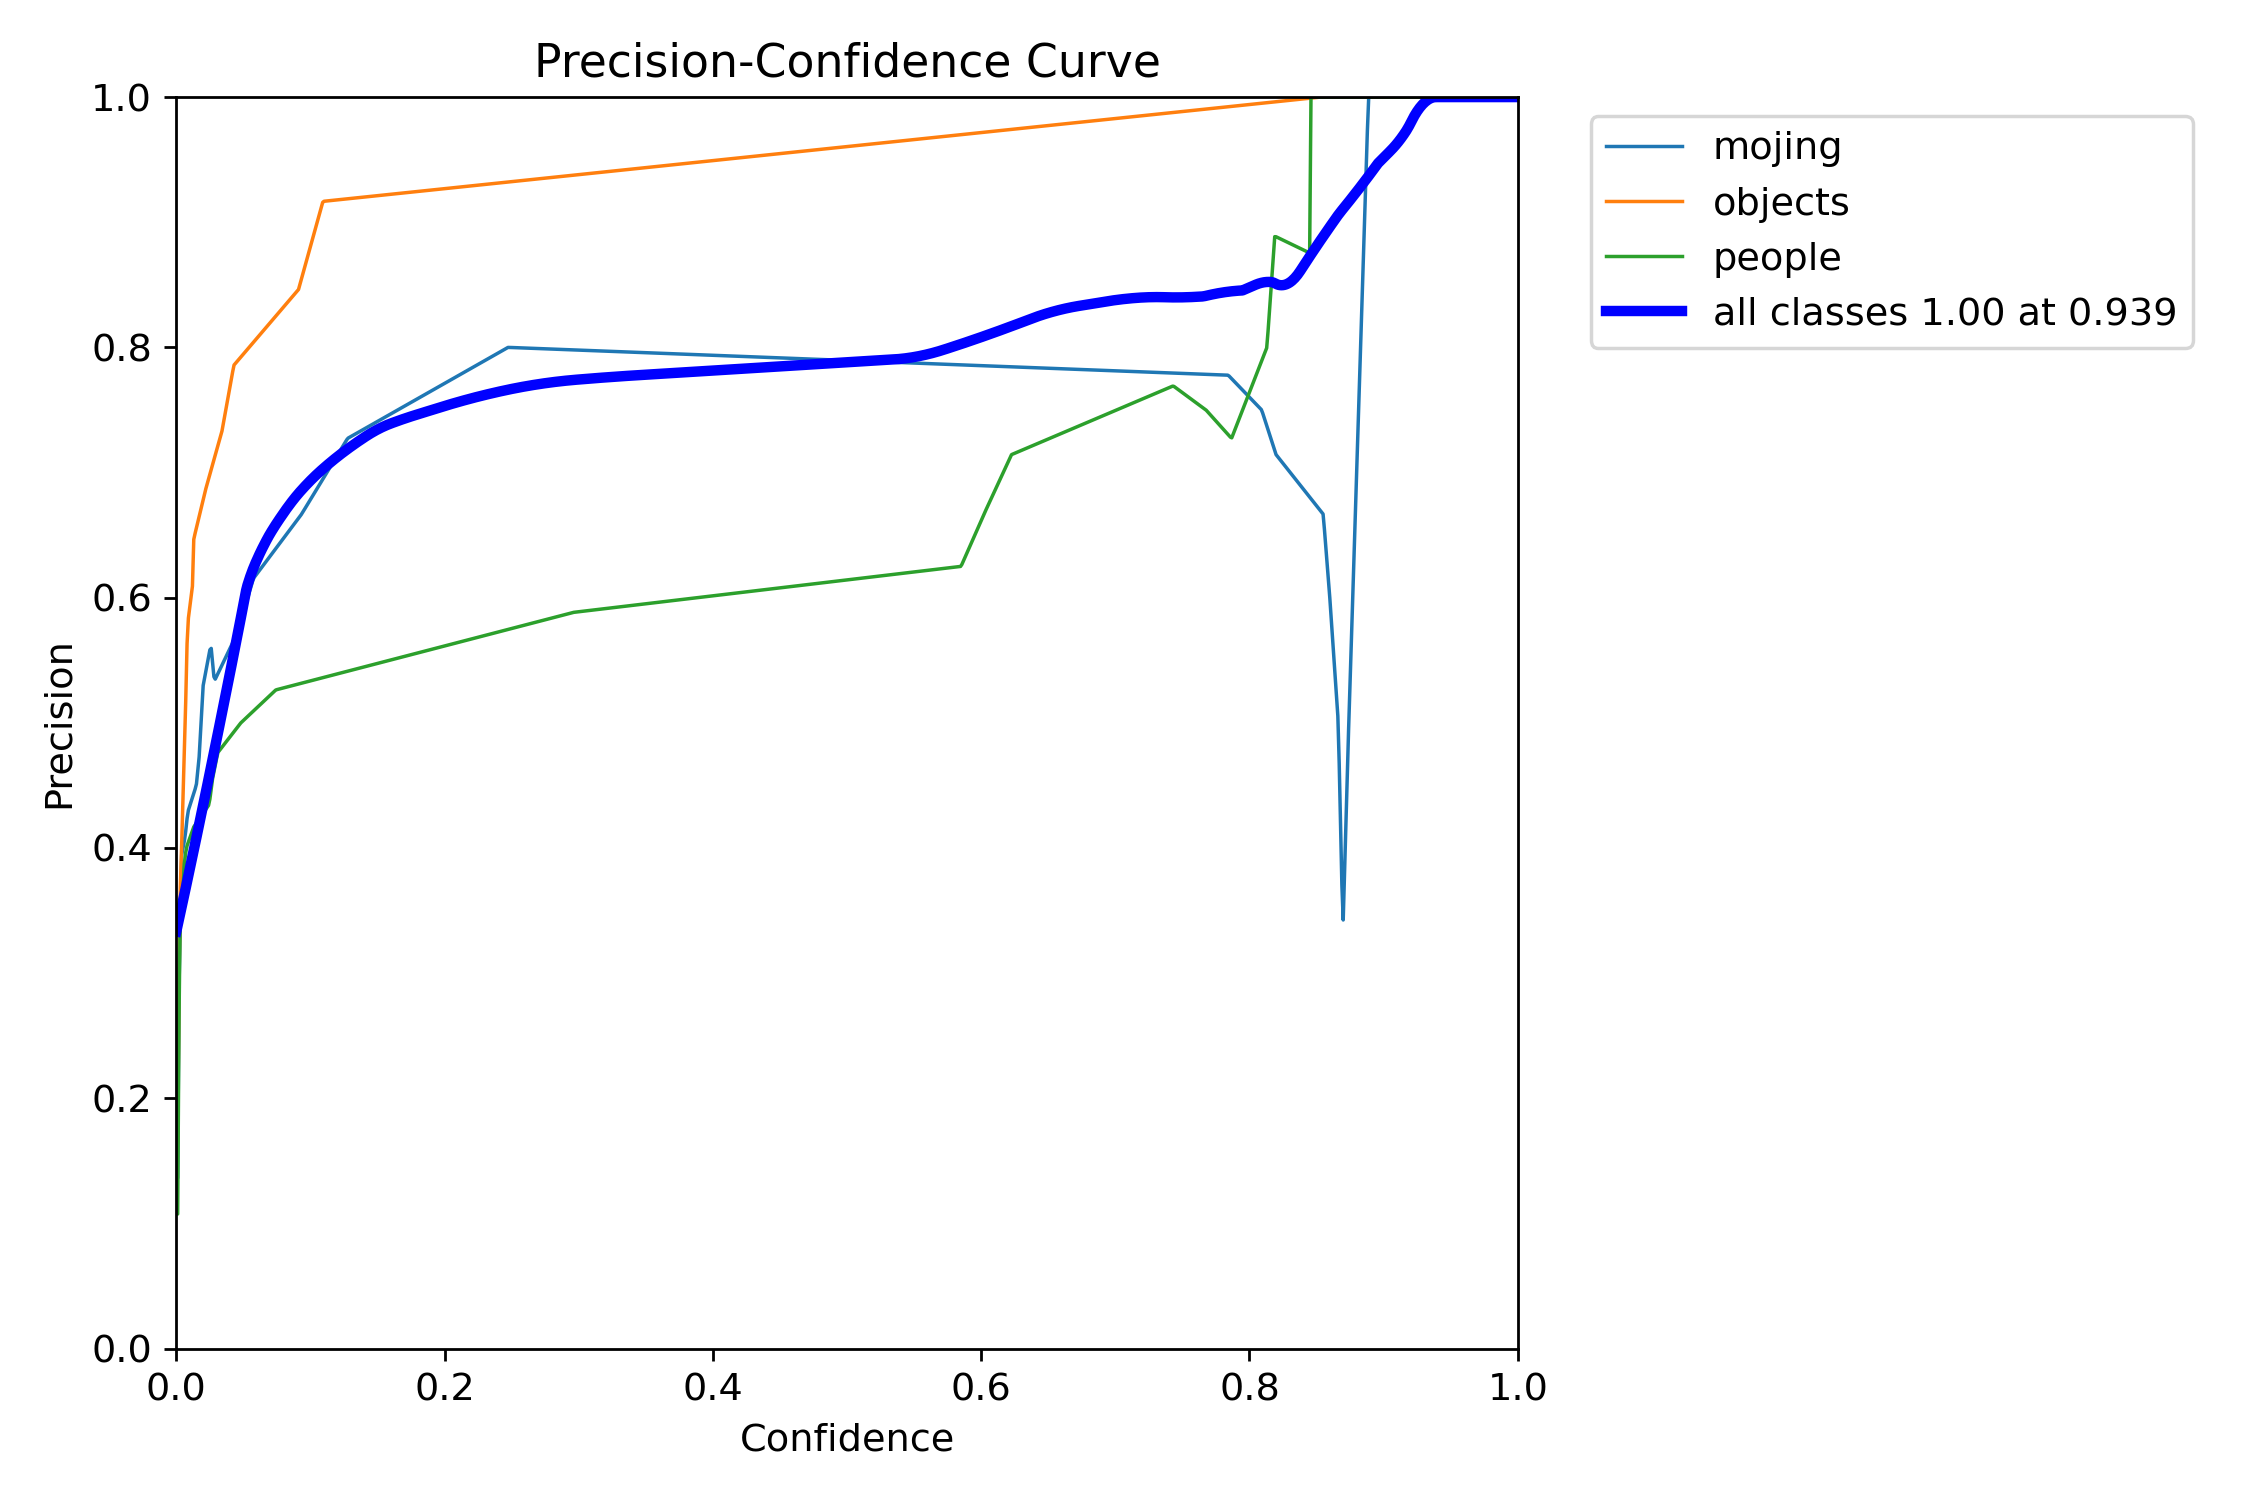 Precision-Confidence Curve
1.0
0.8
0.6
0.4
0.2
0.0
Precision
0.0 0.2 0.4 0.6 0.8 1.0
Confidence
mojing
objects
people
all classes 1.00 at 0.939